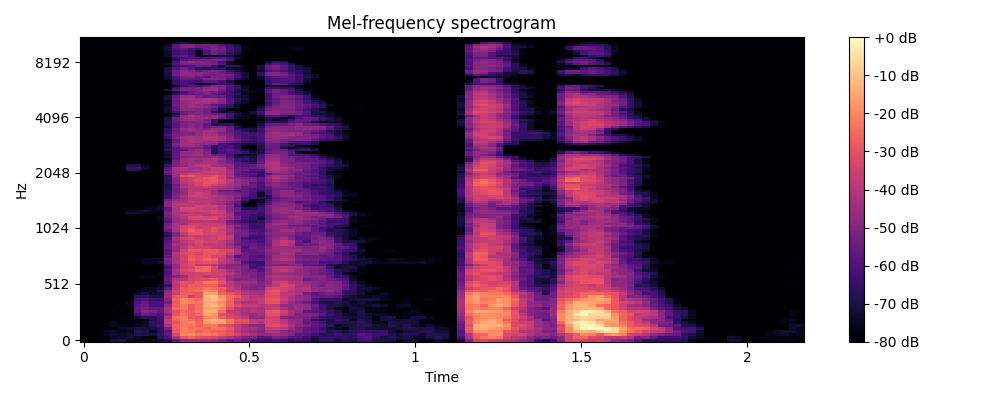 Mel-frequency spectrogram
+0 dB
8192
-10 dB
4096
-20 dB
-30 dB
2048
-40 dB
Hz
1024
-50 dB
-60 dB
512
-70 dB
0
-80 dB
0 0.5 1 1.5 2
Time